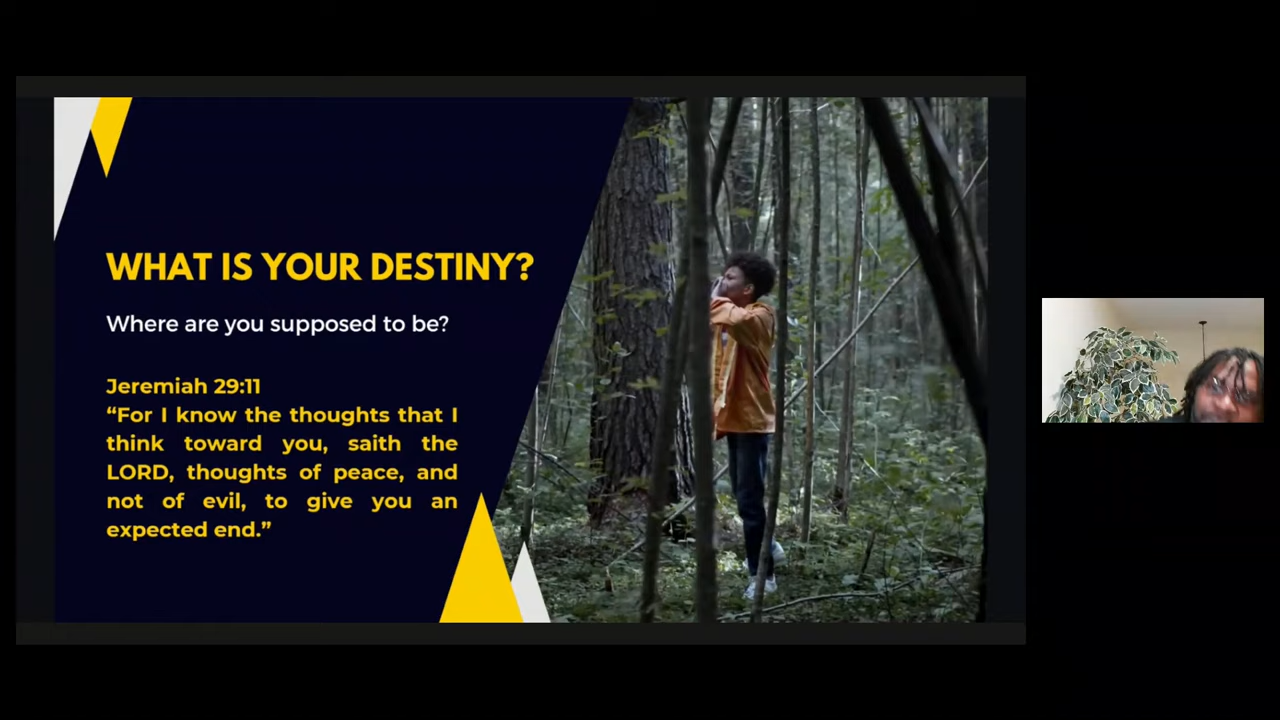 WHAT IS YOUR DESTINY?
Where are you supposed to be?
Jeremiah 29:11
“For I know the thoughts that I
think toward you, saith the
LORD, thoughts of peace, and
not of evil, to give you an
expected end.”